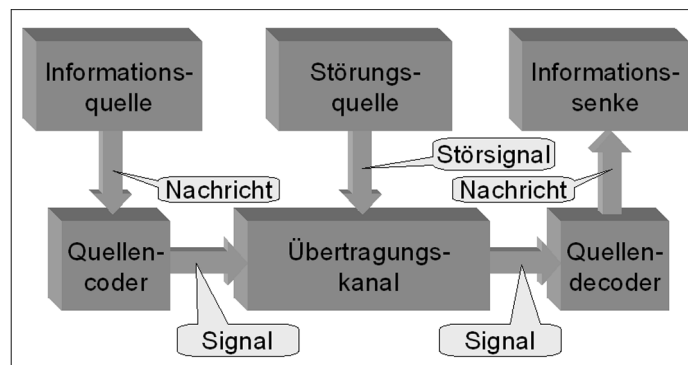 Informations-
quelle
Störungs-
quelle
Informations-
senke
Störsignal
Nachricht
Nachricht
Quellen-
coder
Übertragungs-
kanal
Quellen-
decoder
Signal
Signal